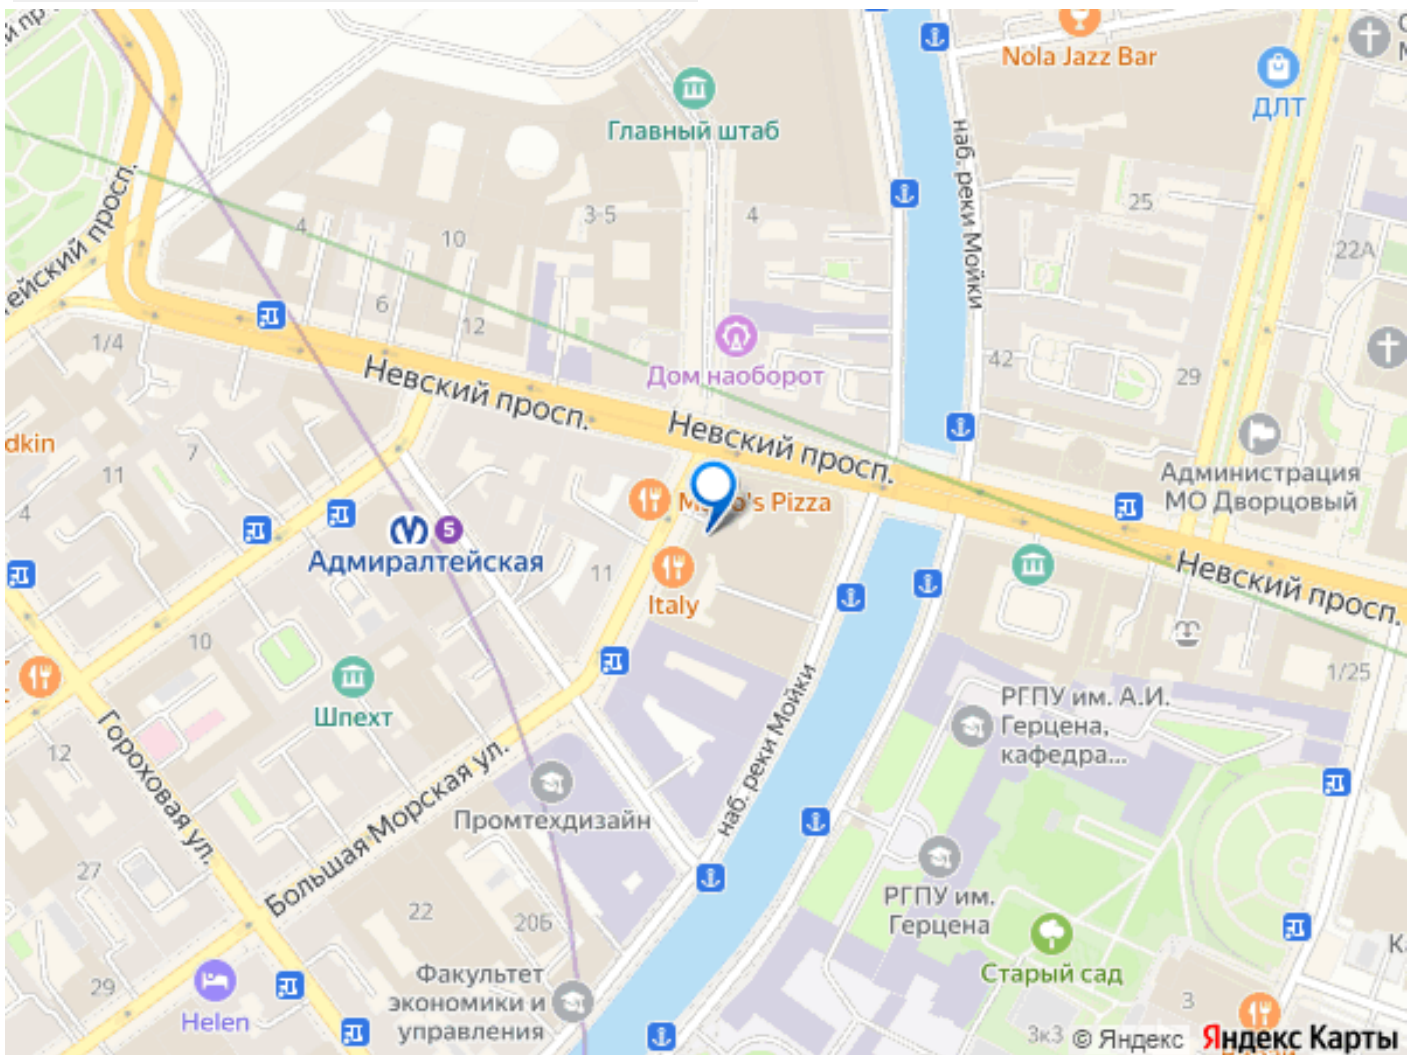 Nola Jazz Bar
ДЛТ
Главный штаб
наб. реки Мойки
25
22А
3-5
4
4
10
6
12
1/4
Дом наоборот
42
29
Невский просп.
Невский просп.
dkin
11
7
4
Администрация
МО Дворцовый
's Pizza
5
Адмиралтейская
11
Italy
Невский просп.
10
Шпехт
1/25
РГПУ им. А.И.
Герцена,
кафедра...
12
Гороховая ул.
Большая Морская ул.
наб. реки Мойки
Промтехдизайн
27
22
20Б
РГПУ им.
Герцена
Старый сад
29
Helen
Факультет
экономики и
управления
3
3к3
© Яндекс
Яндекс Карты